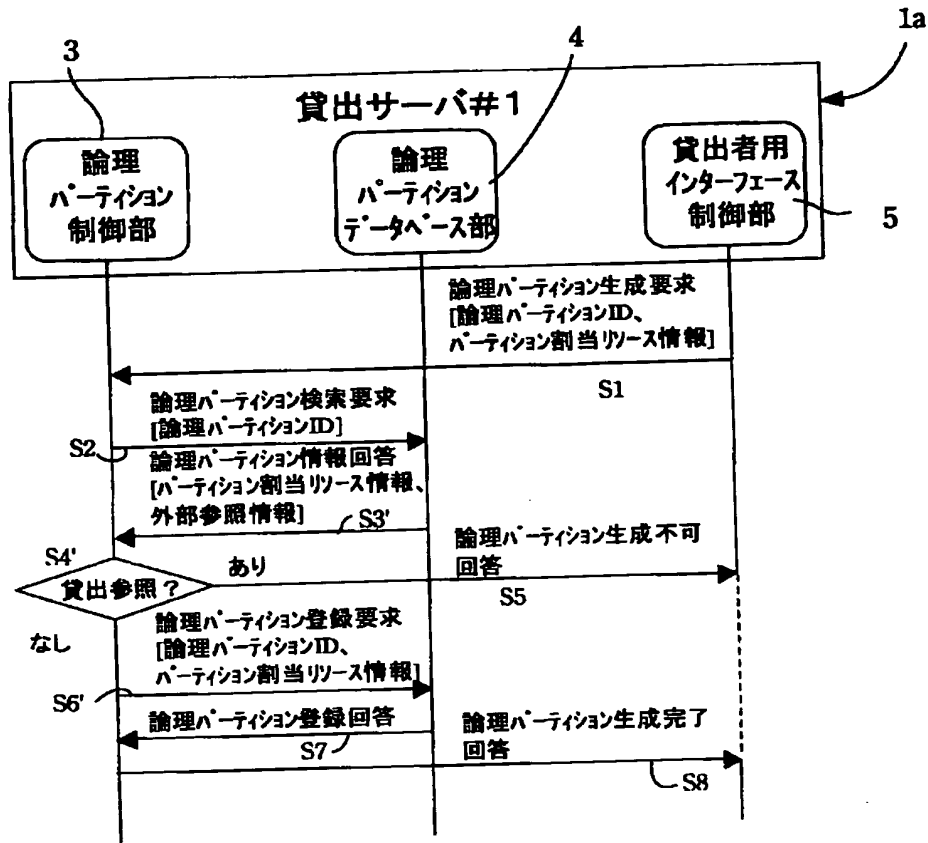 1a
3
4
貸出サーバ#1
論理
パーティション
制御部
論理
パーティション
データベース部
貸出者用
インターフェース
制御部
5
論理パーティション生成要求
[論理パーティションID、
パーティション割当リソース情報]
S1
論理パーティション検索要求
[論理パーティションID]
S2
論理パーティション情報回答
[パーティション割当リソース情報、
外部参照情報]
S3'
S4'
貸出参照?
あり
論理パーティション生成不可
回答
S5
なし
論理パーティション登録要求
[論理パーティションID、
パーティション割当リソース情報]
S6'
論理パーティション登録回答
S7
論理パーティション生成完了
回答
S8